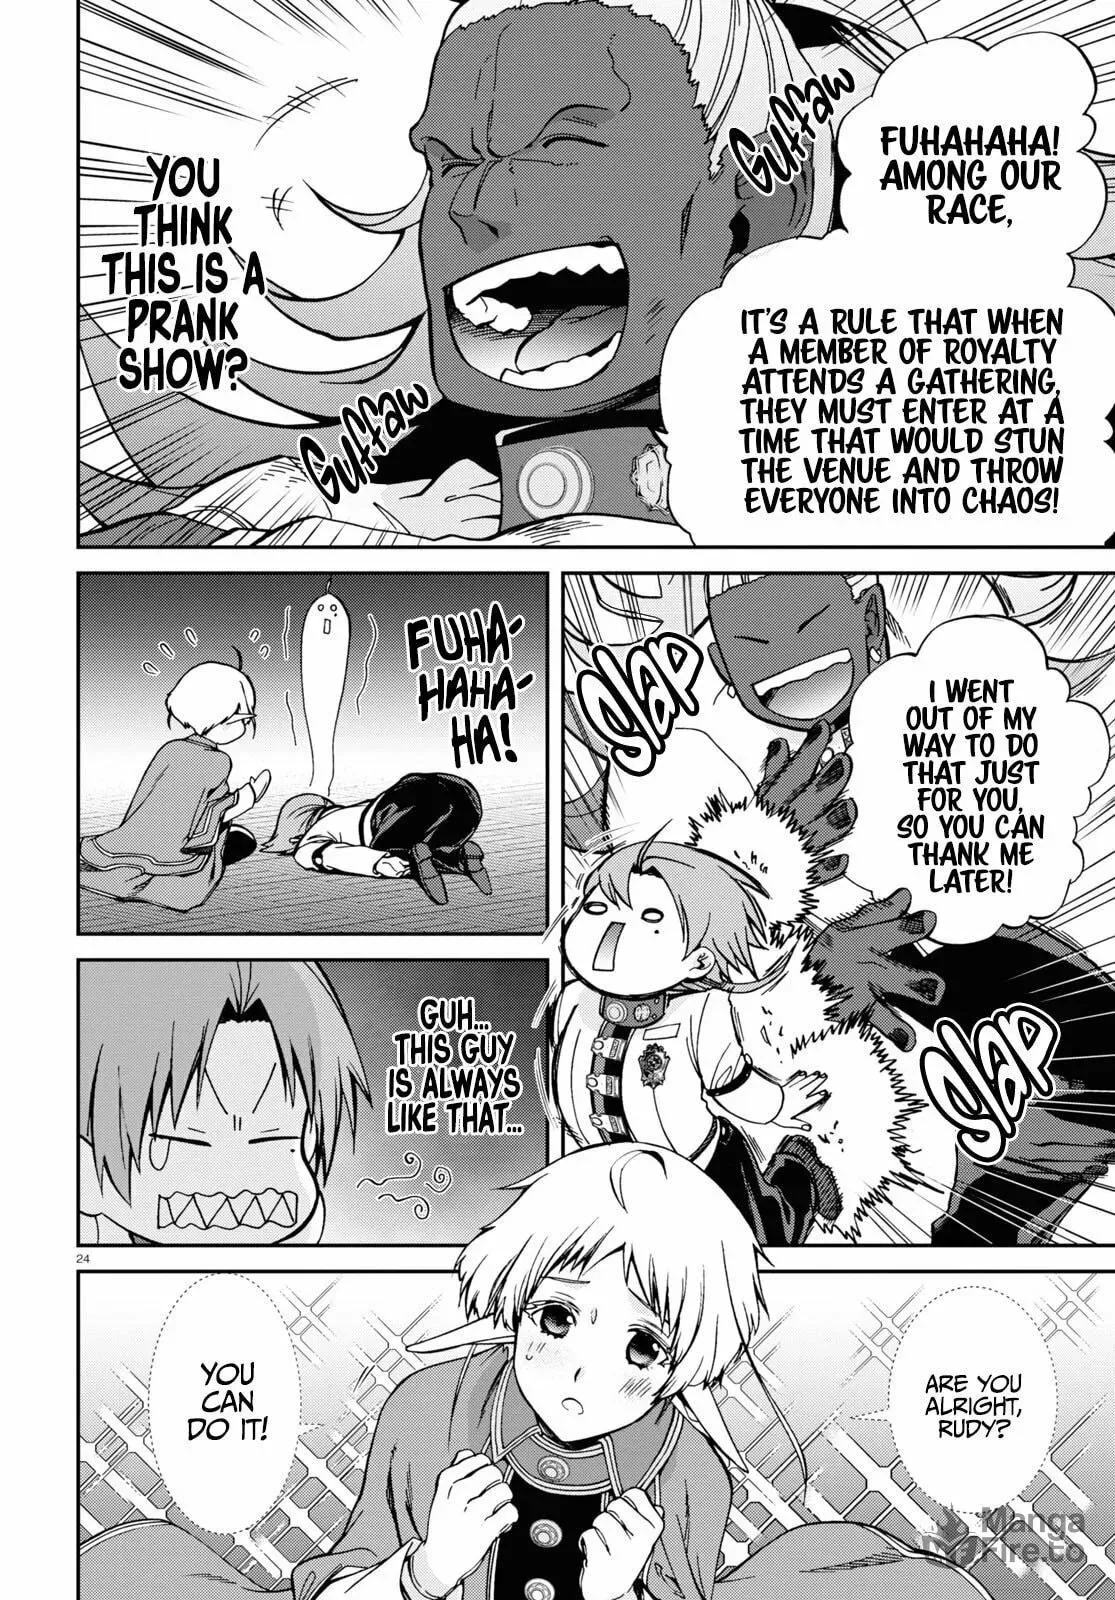 FUHAHAHA!
AMONG OUR
RACE,
IT'S A RULE THAT WHEN
A MEMBER OF ROYALTY
ATTENDS A GATHERING,
THEY MUST ENTER AT A
TIME THAT WOULD STUN
THE VENUE AND THROW
EVERYONE INTO CHAOS!
Guffaw
Guffaw
YOU
THINK
THIS IS A
PRANK
SHOW?
I WENT
OUT OF MY
WAY TO DO
THAT JUST
FOR YOU,
SO YOU CAN
THANK ME
LATER!
Slap
Slap
FUHA-
HAHA-
HA!
GUH...
THIS GUY
IS ALWAYS
LIKE THAT...
24
ARE YOU
ALRIGHT,
RUDY?
YOU
CAN
DO IT!
Manga
Fire.to